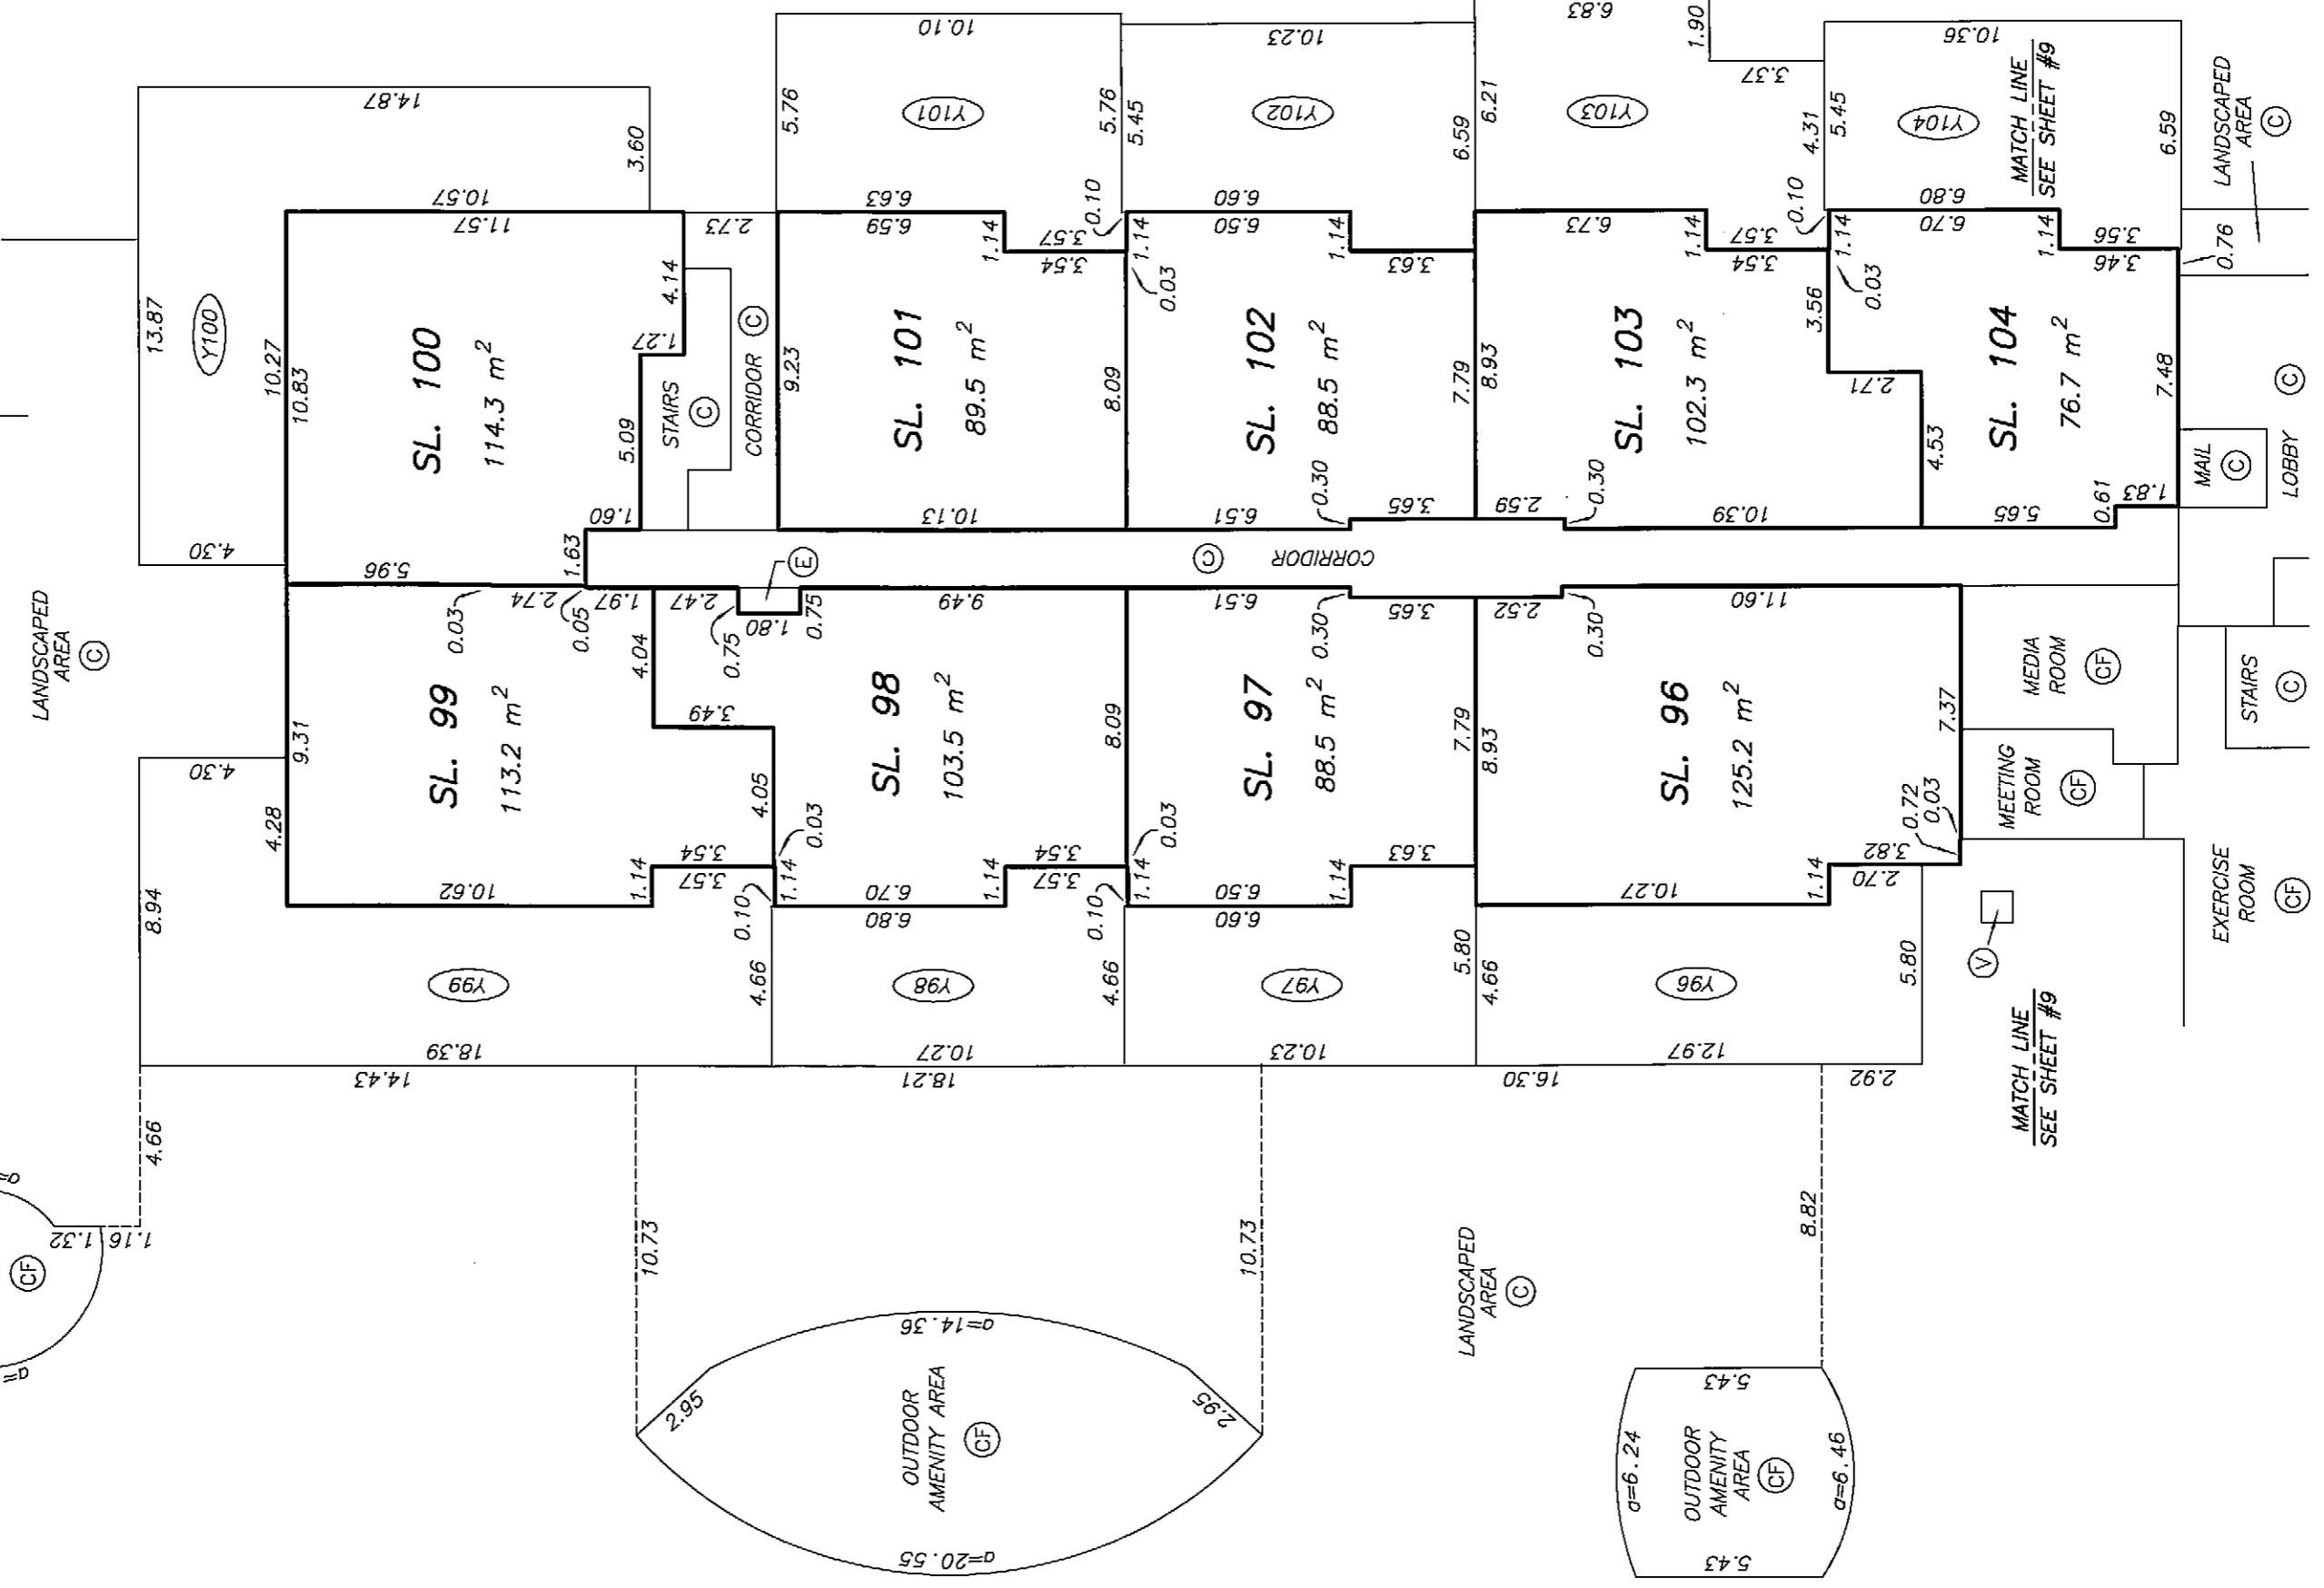 6.83
1.90
10.10
10.23
10.36
MATCH LINE
SEE SHEET #9
3.37
14.87
3.60
5.76
Y101
5.76
5.45
Y102
6.59
6.21
Y103
4.31
5.45
Y104
6.59
LANDSCAPED
AREA
C
10.57
11.57
2.73
6.63
6.59
1.14
3.57
3.54
0.10
1.14
0.03
6.60
6.50
1.14
3.63
6.73
1.14
3.57
3.54
0.10
1.14
0.03
6.80
6.70
1.14
3.56
3.46
0.76
13.87
Y100
10.27
10.83
SL. 100
114.3 m²
4.14
1.27
5.09
STAIRS
C
CORRIDOR C
9.23
SL. 101
89.5 m²
8.09
SL. 102
88.5 m²
7.79
8.93
SL. 103
102.3 m²
3.56
2.71
4.53
SL. 104
76.7 m²
7.48
MAIL
C
LOBBY C
1.60
1.63
10.13
6.51
0.30
3.65
2.59
0.30
10.39
5.65
0.61
1.83
4.30
5.96
E
C
CORRIDOR
LANDSCAPED
AREA
C
0.03
2.74
0.05
1.97
2.47
0.75
1.80
0.75
9.49
6.51
0.30
3.65
2.52
0.30
11.60
4.30
9.31
4.28
SL. 99
113.2 m²
4.04
3.49
4.05
SL. 98
103.5 m²
8.09
SL. 97
88.5 m²
7.79
8.93
SL. 96
125.2 m²
7.37
MEDIA
ROOM
CF
MEETING
ROOM
CF
STAIRS
C
EXERCISE
ROOM
CF
8.94
10.62
1.14
3.54
3.57
0.10
1.14
0.03
6.70
6.80
1.14
3.54
3.57
0.10
1.14
0.03
6.50
6.60
1.14
3.63
10.27
1.14
3.82
2.70
0.72
0.03
Y99
4.66
Y98
4.66
Y97
5.80
4.66
Y96
5.80
V
18.39
10.27
10.23
12.97
14.43
18.21
16.30
2.92
MATCH LINE
SEE SHEET #9
4.66
a=
1.32
1.16
CF
a=
10.73
10.73
8.82
LANDSCAPED
AREA
C
2.95
a=14.36
2.95
OUTDOOR
AMENITY AREA
CF
a=20.55
5.43
a=6.24
OUTDOOR
AMENITY
AREA
CF
a=6.46
5.43